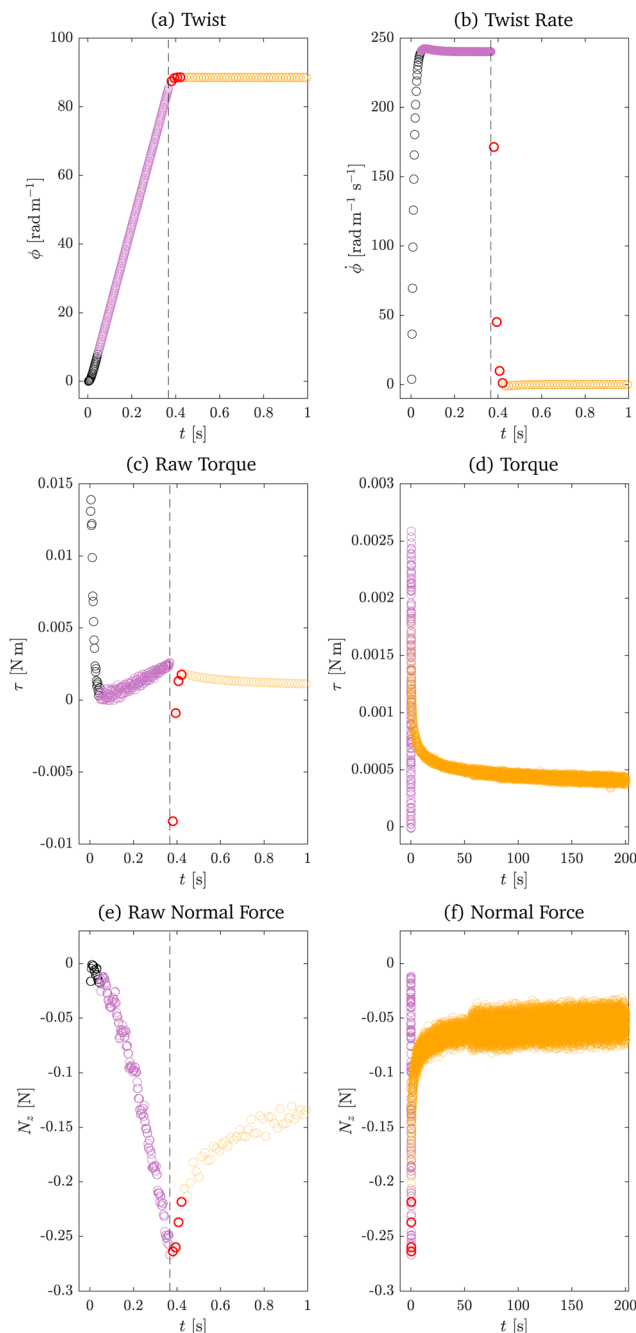 (a) Twist
(b) Twist Rate
100
80
60
40
20
0
ϕ [rad m⁻¹]
0 0.2 0.4 0.6 0.8 1
t [s]
250
200
150
100
50
0
ϕ̇ [rad m⁻¹ s⁻¹]
0 0.2 0.4 0.6 0.8 1
t [s]
(c) Raw Torque
(d) Torque
0.015
0.01
0.005
0
-0.005
-0.01
τ [N m]
0 0.2 0.4 0.6 0.8 1
t [s]
0.003
0.0025
0.002
0.0015
0.001
0.0005
0
τ [N m]
0 50 100 150 200
t [s]
(e) Raw Normal Force
(f) Normal Force
0
-0.05
-0.1
-0.15
-0.2
-0.25
-0.3
N_z [N]
0 0.2 0.4 0.6 0.8 1
t [s]
0
-0.05
-0.1
-0.15
-0.2
-0.25
-0.3
N_z [N]
0 50 100 150 200
t [s]